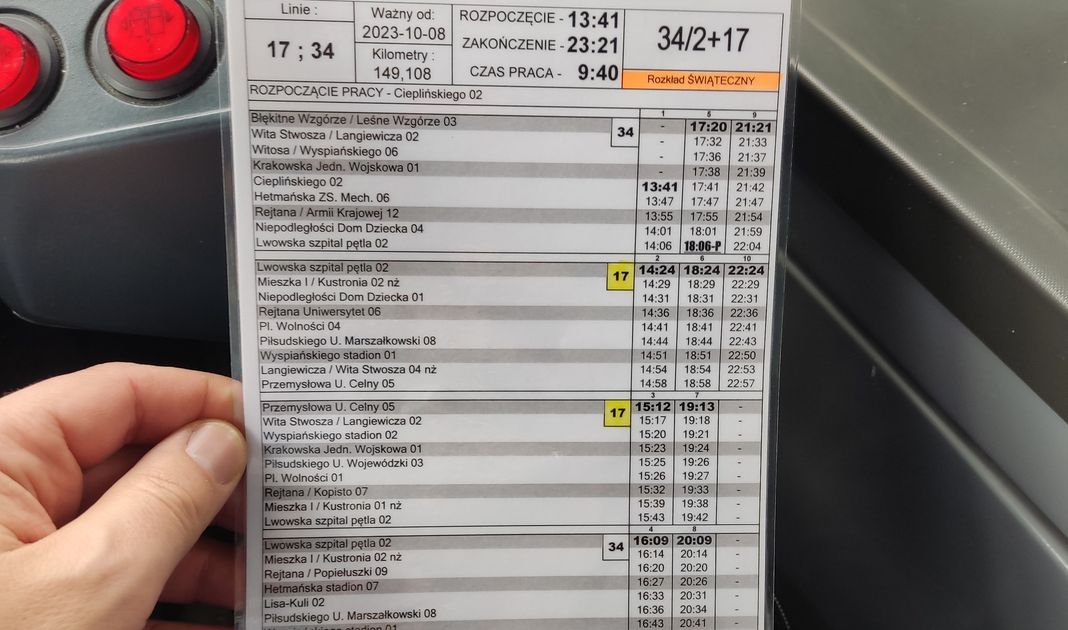 Linie :
17 ; 34
Ważny od:
2023-10-08
Kilometry :
149,108
ROZPOCZĘCIE - 13:41
ZAKOŃCZENIE - 23:21
CZAS PRACA - 9:40
34/2+17
Rozkład ŚWIĄTECZNY
ROZPOCZĄCIE PRACY - Cieplińskiego 02
1 5 9
Błękitne Wzgórze / Leśne Wzgórze 03 34 - 17:20 21:21
Wita Stwosza / Langiewicza 02 - 17:32 21:33
Witosa / Wyspiańskiego 06 - 17:36 21:37
Krakowska Jedn. Wojskowa 01 - 17:38 21:39
Cieplińskiego 02 13:41 17:41 21:42
Hetmańska ZS. Mech. 06 13:47 17:47 21:47
Rejtana / Armii Krajowej 12 13:55 17:55 21:54
Niepodległości Dom Dziecka 04 14:01 18:01 21:59
Lwowska szpital pętla 02 14:06 18:06-P 22:04
2 6 10
Lwowska szpital pętla 02 17 14:24 18:24 22:24
Mieszka I / Kustronia 02 nż 14:29 18:29 22:29
Niepodległości Dom Dziecka 01 14:31 18:31 22:31
Rejtana Uniwersytet 06 14:36 18:36 22:36
Pl. Wolności 04 14:41 18:41 22:41
Piłsudskiego U. Marszałkowski 08 14:44 18:44 22:43
Wyspiańskiego stadion 01 14:51 18:51 22:50
Langiewicza / Wita Stwosza 04 nż 14:54 18:54 22:53
Przemysłowa U. Celny 05 14:58 18:58 22:57
3 7
Przemysłowa U. Celny 05 17 15:12 19:13 -
Wita Stwosza / Langiewicza 02 15:17 19:18 -
Wyspiańskiego stadion 02 15:20 19:21 -
Krakowska Jedn. Wojskowa 01 15:23 19:24 -
Piłsudskiego U. Wojewódzki 03 15:25 19:26 -
Pl. Wolności 01 15:26 19:27 -
Rejtana / Kopisto 07 15:32 19:33 -
Mieszka I / Kustronia 01 nż 15:39 19:38 -
Lwowska szpital pętla 02 15:43 19:42 -
4 8
Lwowska szpital pętla 02 34 16:09 20:09 -
Mieszka I / Kustronia 02 nż 16:14 20:14 -
Rejtana / Popiełuszki 09 16:20 20:20 -
Hetmańska stadion 07 16:27 20:26 -
Lisa-Kuli 02 16:33 20:31 -
Piłsudskiego U. Marszałkowski 08 16:36 20:34 -
Wyspiańskiego stadion 01 16:43 20:41 -